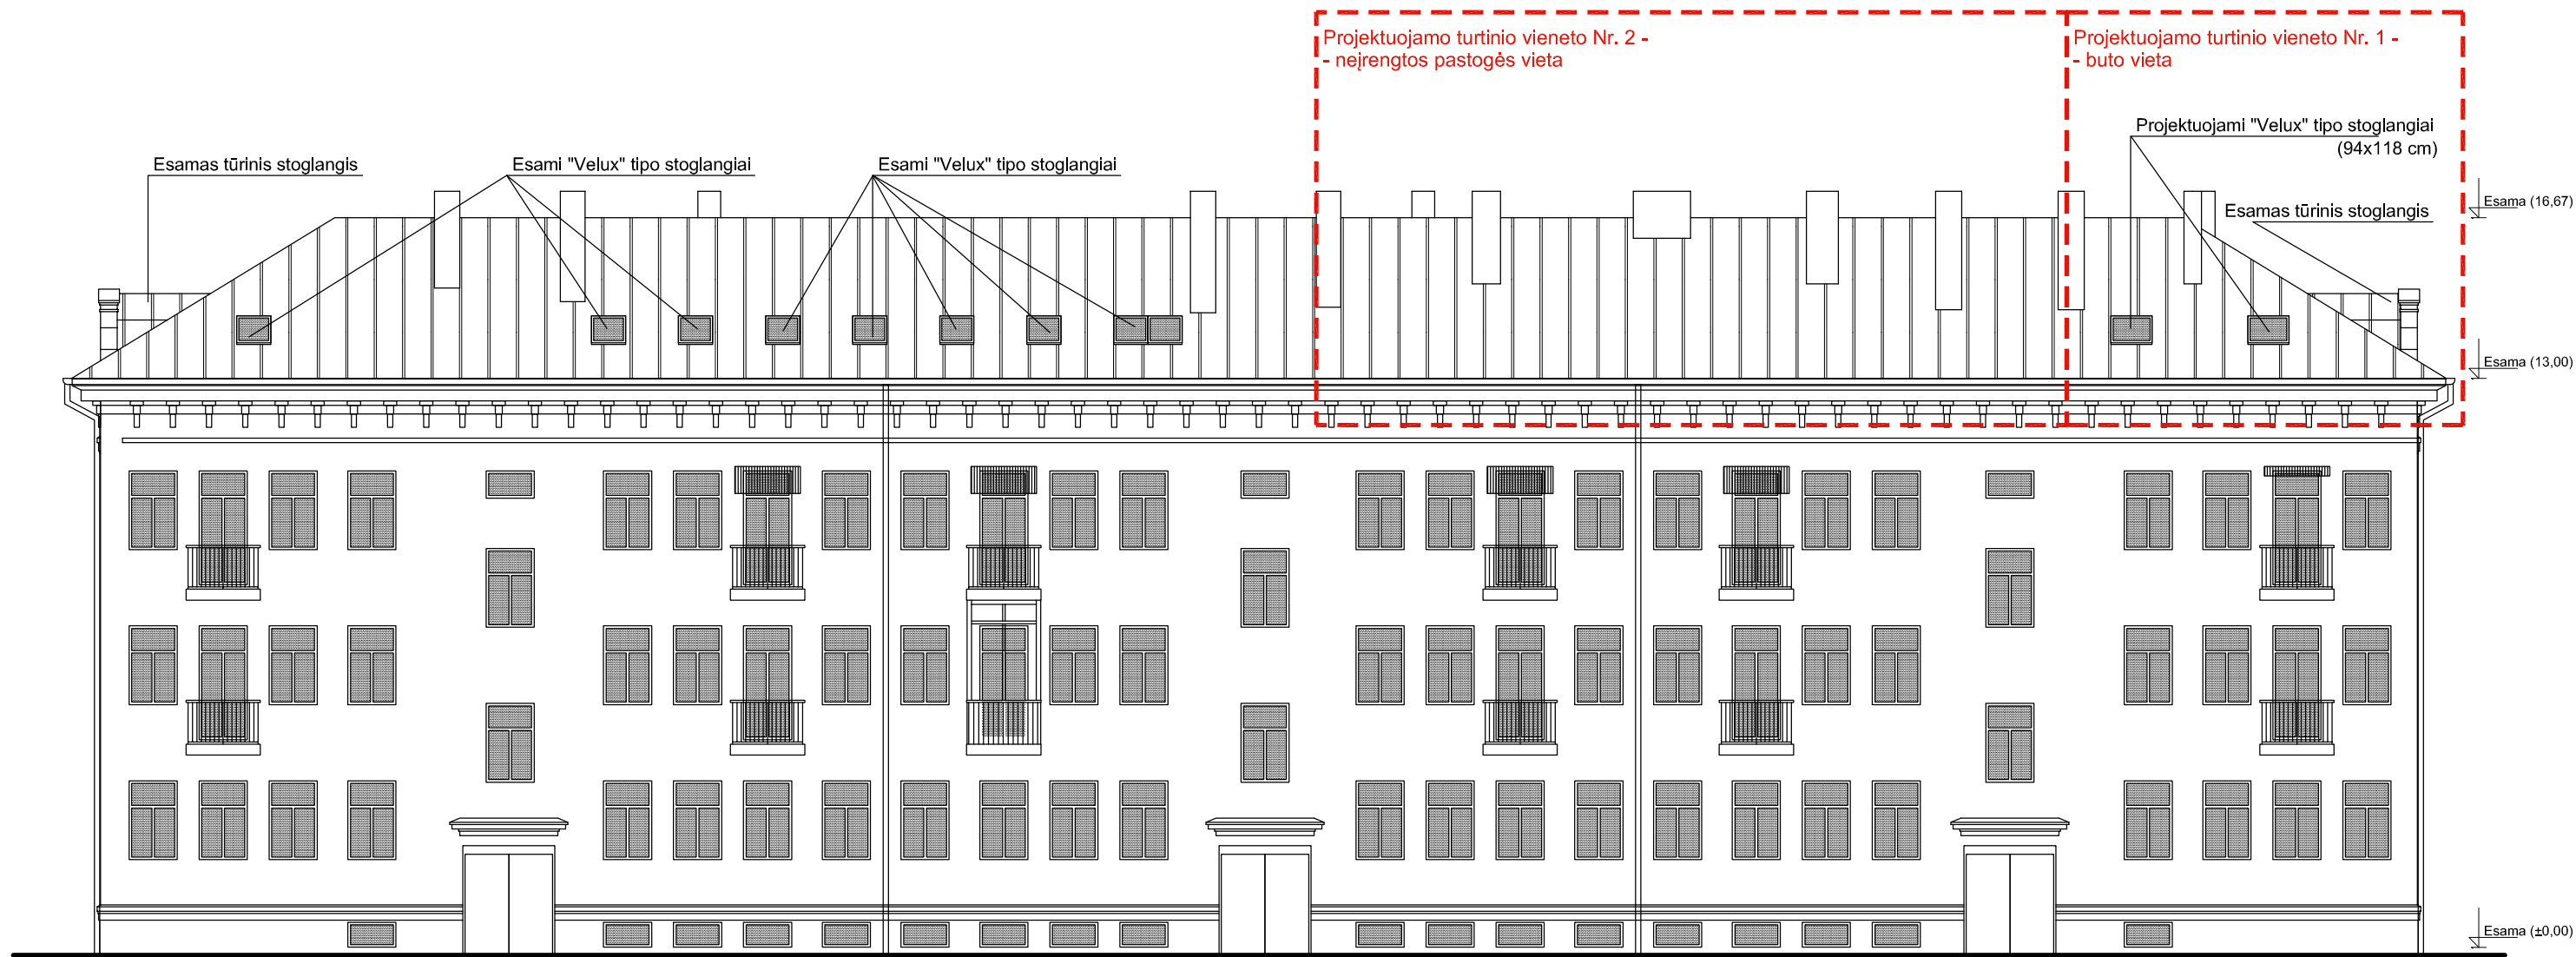 Projektuojamo turtinio vieneto Nr. 2 -
- neįrengtos pastogės vieta
Projektuojamo turtinio vieneto Nr. 1 -
- buto vieta
Projektuojami "Velux" tipo stoglangiai
(94x118 cm)
Esamas tūrinis stoglangis
Esami "Velux" tipo stoglangiai
Esami "Velux" tipo stoglangiai
Esamas tūrinis stoglangis
Esama (16,67)
Esama (13,00)
Esama (±0,00)